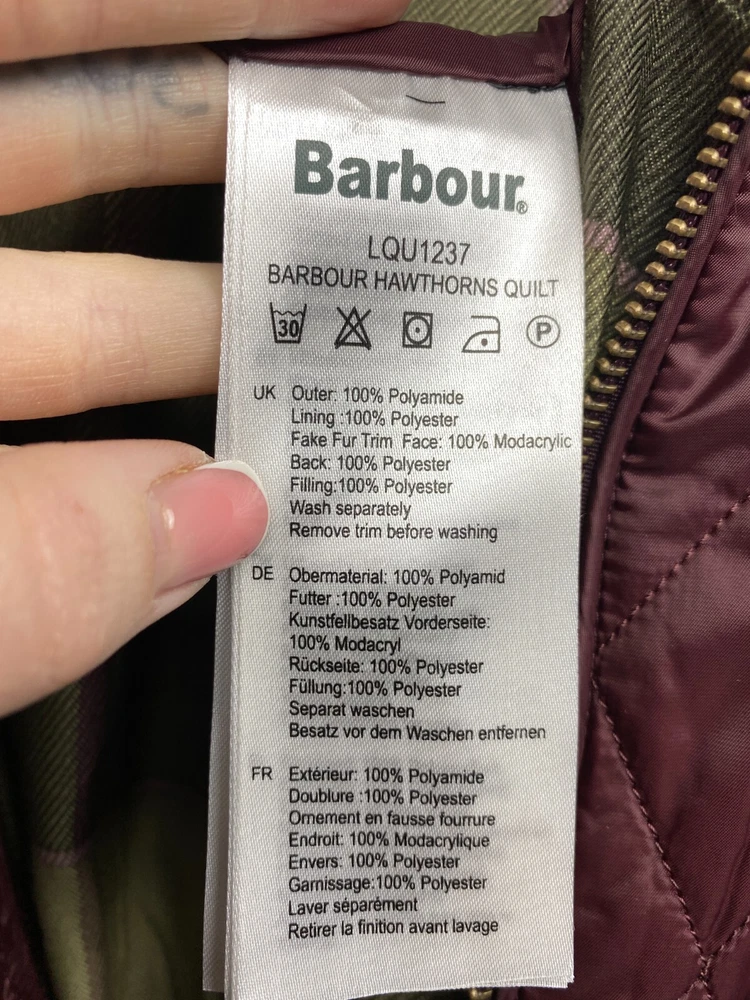 Barbour®
LQU1237
BARBOUR HAWTHORNS QUILT
30 P
UK Outer: 100% Polyamide
Lining :100% Polyester
Fake Fur Trim Face: 100% Modacrylic
Back: 100% Polyester
Filling:100% Polyester
Wash separately
Remove trim before washing
DE Obermaterial: 100% Polyamid
Futter :100% Polyester
Kunstfellbesatz Vorderseite:
100% Modacryl
Rückseite: 100% Polyester
Füllung:100% Polyester
Separat waschen
Besatz vor dem Waschen entfernen
FR Extérieur: 100% Polyamide
Doublure :100% Polyester
Ornement en fausse fourrure
Endroit: 100% Modacrylique
Envers: 100% Polyester
Garnissage:100% Polyester
Laver séparément
Retirer la finition avant lavage